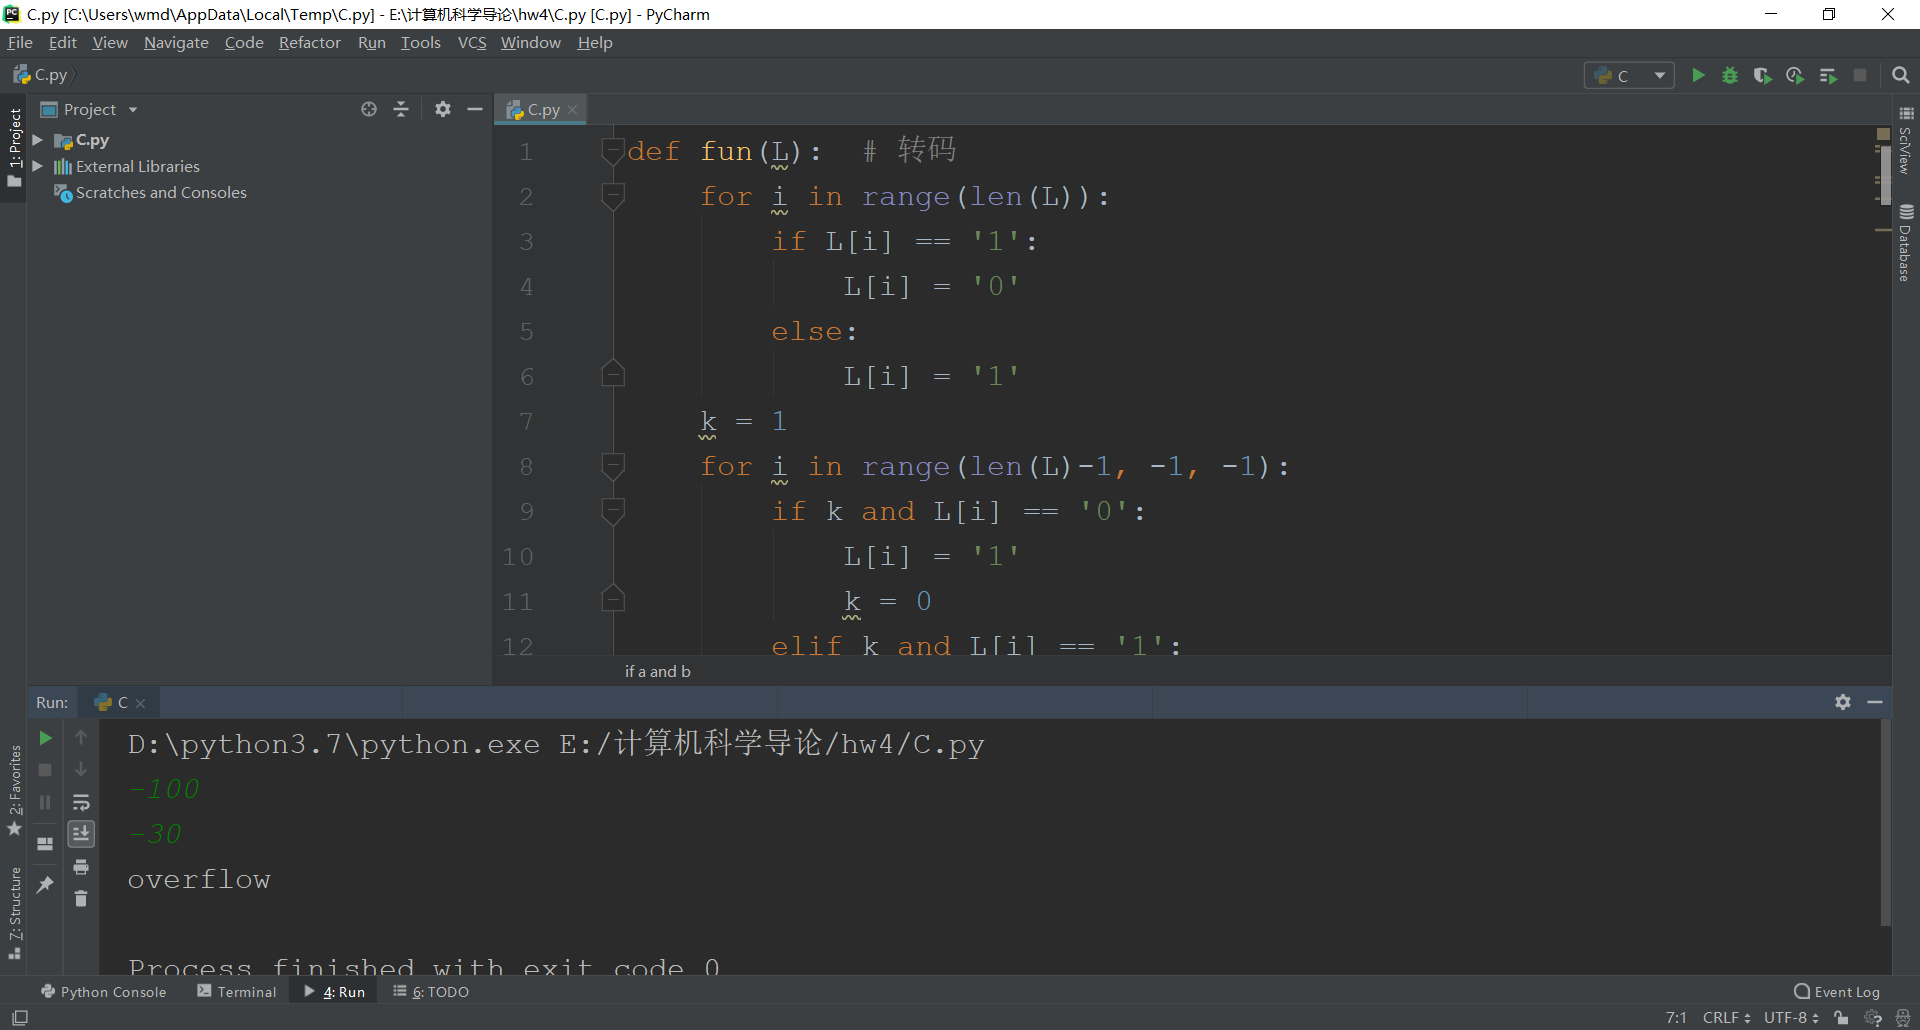 C.py [C:\Users\wmd\AppData\Local\Temp\C.py] - E:\计算机科学导论\hw4\C.py [C.py] - PyCharm
File Edit View Navigate Code Refactor Run Tools VCS Window Help
C.py
C
1: Project
Project
C.py
External Libraries
Scratches and Consoles
C.py
1 def fun(L):  # 转码
2     for i in range(len(L)):
3         if L[i] == '1':
4             L[i] = '0'
5         else:
6             L[i] = '1'
7     k = 1
8     for i in range(len(L)-1, -1, -1):
9         if k and L[i] == '0':
10             L[i] = '1'
11             k = 0
12         elif k and L[i] == '1':
if a and b
SciView
Database
Run: C
D:\python3.7\python.exe E:/计算机科学导论/hw4/C.py
-100
-30
overflow
Process finished with exit code 0
2: Favorites
7: Structure
Python Console Terminal 4: Run 6: TODO Event Log
7:1 CRLF UTF-8